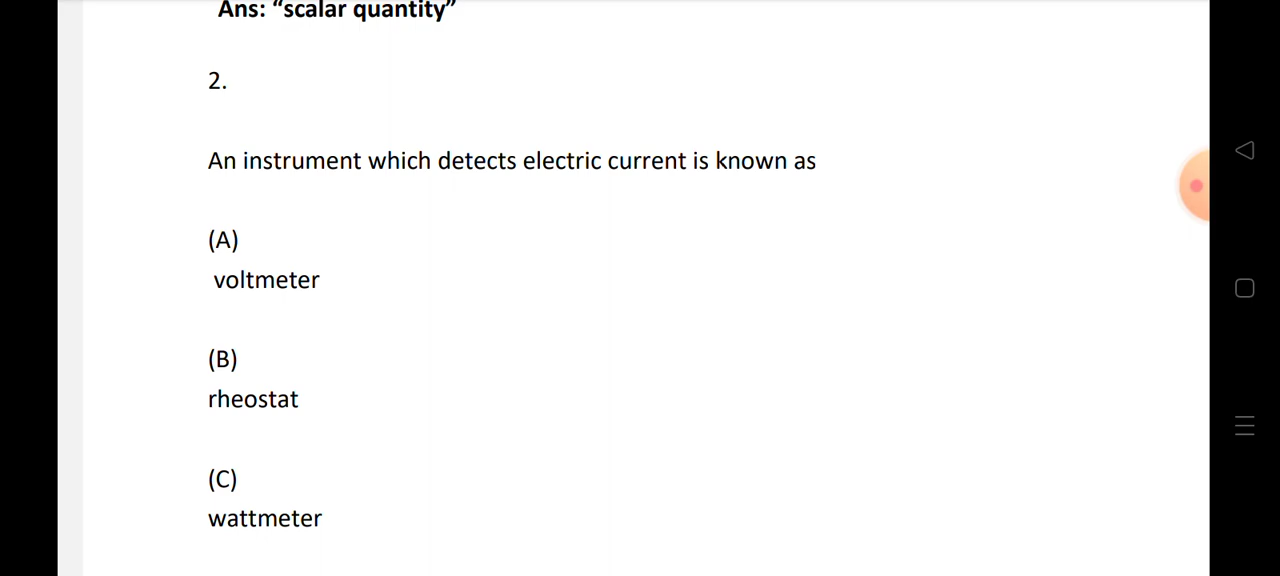 Ans: “scalar quantity”
2.
An instrument which detects electric current is known as
(A)
voltmeter
(B)
rheostat
(C)
wattmeter